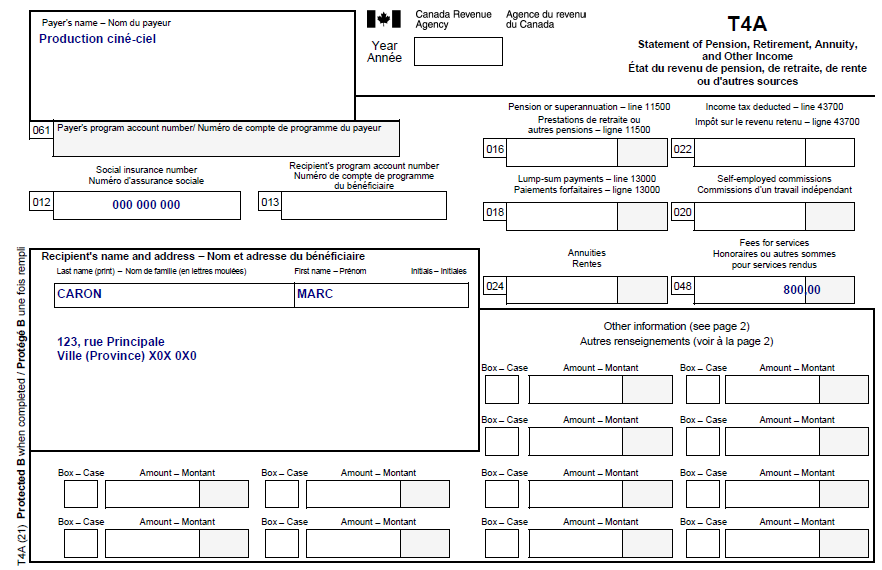 Payer's name – Nom du payeur
Production ciné-ciel
Canada Revenue Agency
Agence du revenu du Canada
Year
Année
T4A
Statement of Pension, Retirement, Annuity,
and Other Income
État du revenu de pension, de retraite, de rente
ou d'autres sources
061
Payer's program account number/ Numéro de compte de programme du payeur
Pension or superannuation – line 11500
Prestations de retraite ou
autres pensions – ligne 11500
016
Income tax deducted – line 43700
Impôt sur le revenu retenu – ligne 43700
022
Social insurance number
Numéro d'assurance sociale
012
000 000 000
Recipient's program account number
Numéro de compte de programme
du bénéficiaire
013
Lump-sum payments – line 13000
Paiements forfaitaires – ligne 13000
018
Self-employed commissions
Commissions d'un travail indépendant
020
Recipient's name and address – Nom et adresse du bénéficiaire
Last name (print) – Nom de famille (en lettres moulées)
First name – Prénom
Initials – Initiales
CARON
MARC
123, rue Principale
Ville (Province) X0X 0X0
Annuities
Rentes
024
Fees for services
Honoraires ou autres sommes
pour services rendus
048
800.00
Other information (see page 2)
Autres renseignements (voir à la page 2)
Box – Case
Amount – Montant
Box – Case
Amount – Montant
Box – Case
Amount – Montant
Box – Case
Amount – Montant
Box – Case
Amount – Montant
Box – Case
Amount – Montant
Box – Case
Amount – Montant
Box – Case
Amount – Montant
Box – Case
Amount – Montant
Box – Case
Amount – Montant
Box – Case
Amount – Montant
Box – Case
Amount – Montant
T4A (21) Protected B when completed / Protégé B une fois rempli